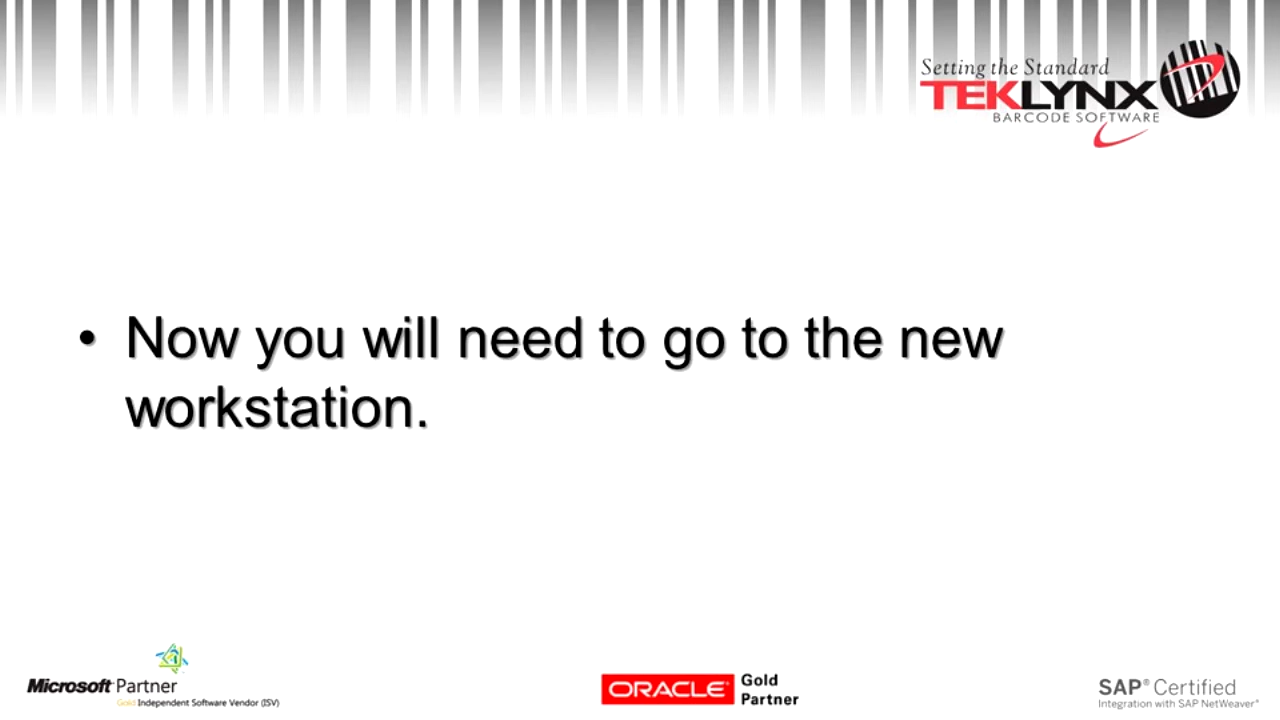 Setting the Standard
TEKLYNX
BARCODE SOFTWARE
• Now you will need to go to the new
workstation.
Microsoft Partner
Gold Independent Software Vendor (ISV)
ORACLE Gold
Partner
SAP® Certified
Integration with SAP NetWeaver®